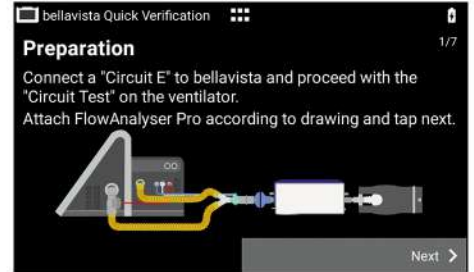 bellavista Quick Verification
Preparation
1/7
Connect a "Circuit E" to bellavista and proceed with the
"Circuit Test" on the ventilator.
Attach FlowAnalyser Pro according to drawing and tap next.
Next